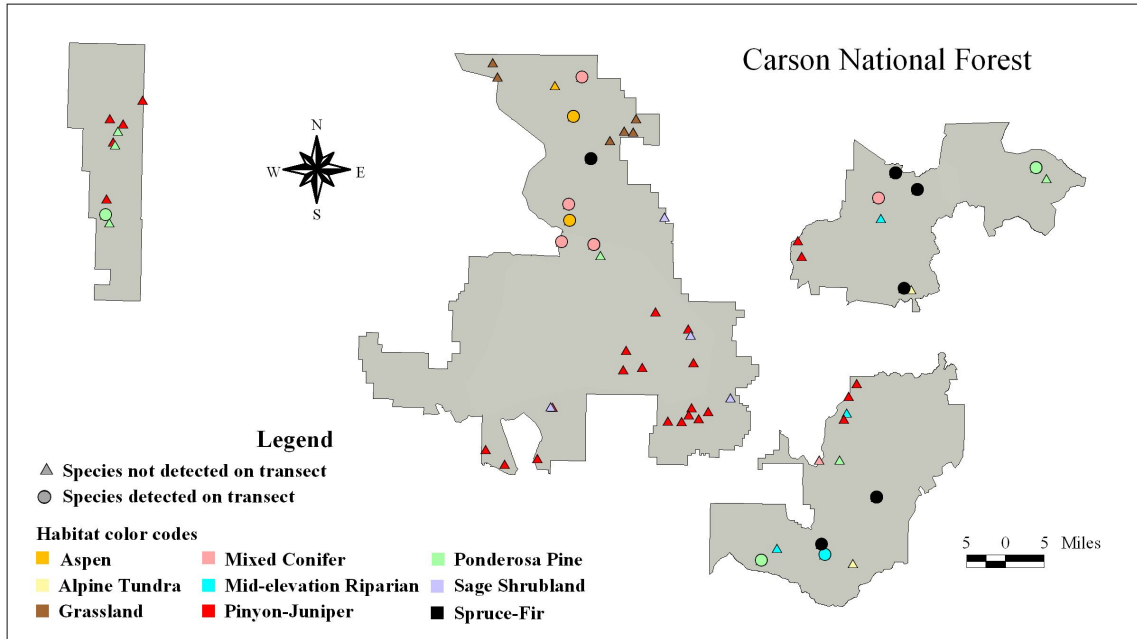 Carson National Forest
N
W E
S
Legend
Species not detected on transect
Species detected on transect
Habitat color codes
Aspen Mixed Conifer Ponderosa Pine
Alpine Tundra Mid-elevation Riparian Sage Shrubland
Grassland Pinyon-Juniper Spruce-Fir
5 0 5 Miles